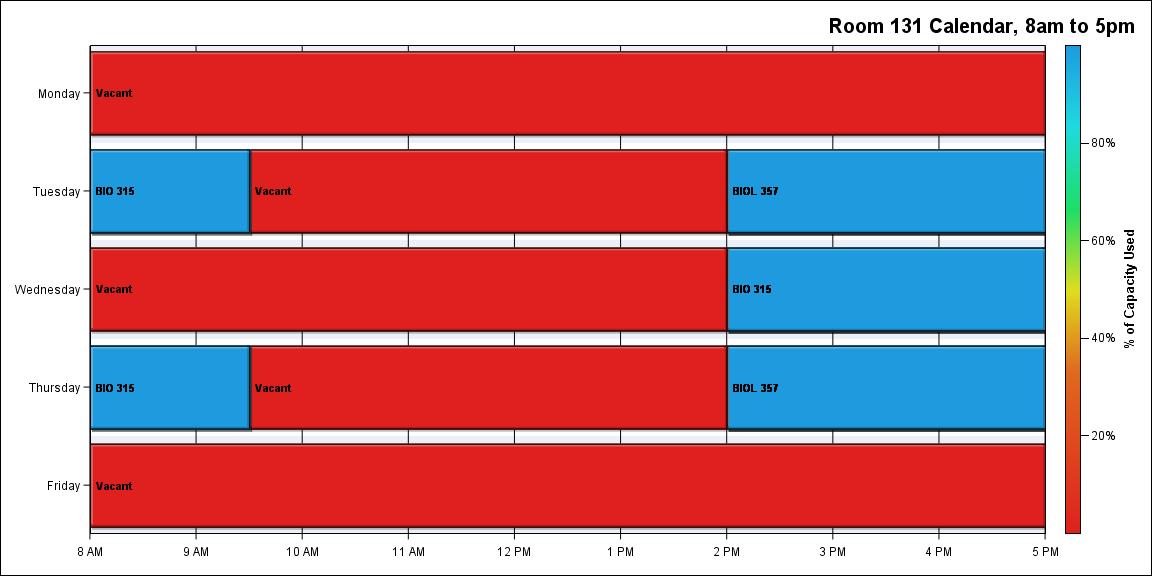 Room 131 Calendar, 8am to 5pm
Monday
Vacant
Tuesday
BIO 315
Vacant
BIOL 357
Wednesday
Vacant
BIO 315
Thursday
BIO 315
Vacant
BIOL 357
Friday
Vacant
8 AM
9 AM
10 AM
11 AM
12 PM
1 PM
2 PM
3 PM
4 PM
5 PM
80%
60%
40%
20%
% of Capacity Used